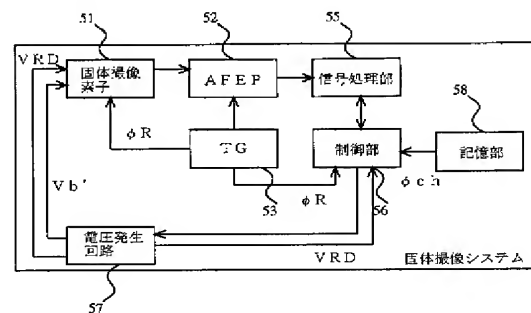 51
52
55
VRD
固体撮像
素子
AFEP
信号処理部
58
φR
TG
制御部
記憶部
Vb'
φR
53
56
φch
電圧発生
回路
VRD
固体撮像システム
57